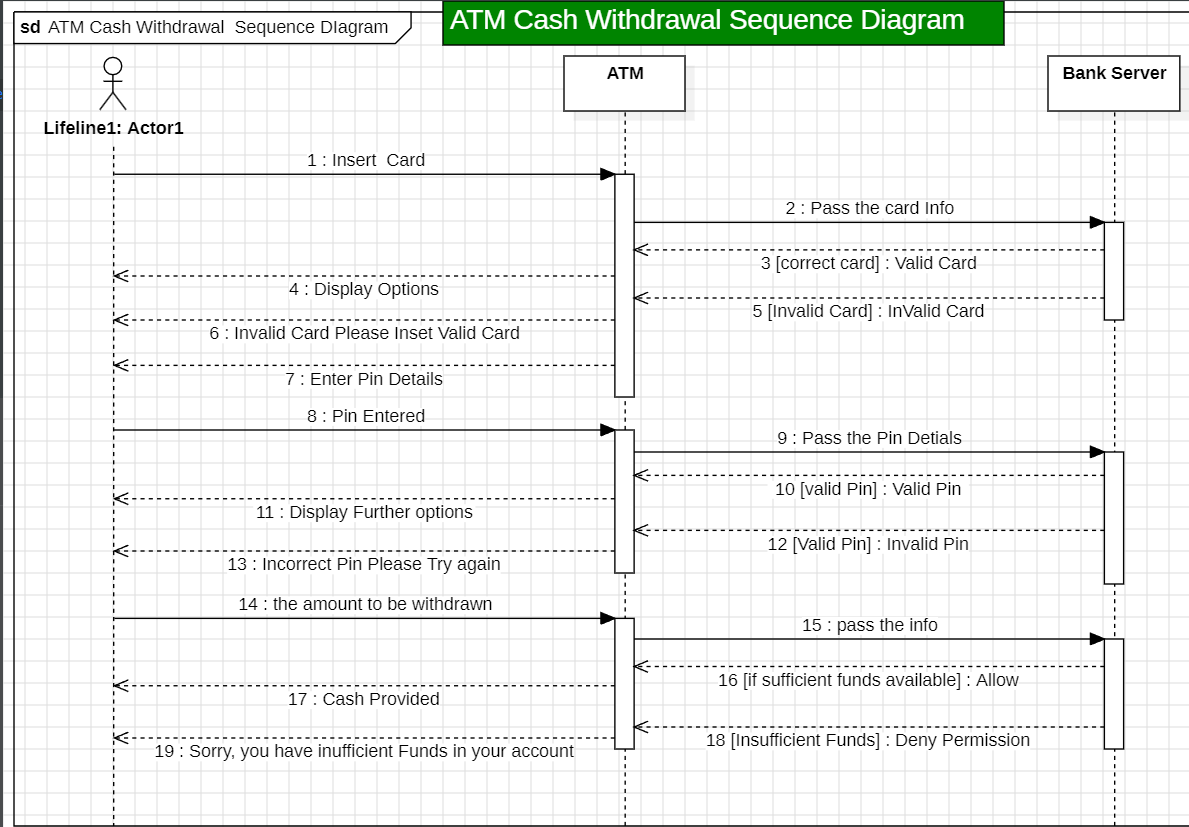 ATM Cash Withdrawal Sequence Diagram
sd ATM Cash Withdrawal  Sequence DIagram
ATM
Bank Server
Lifeline1: Actor1
1 : Insert  Card
2 : Pass the card Info
3 [correct card] : Valid Card
4 : Display Options
5 [Invalid Card] : InValid Card
6 : Invalid Card Please Inset Valid Card
7 : Enter Pin Details
8 : Pin Entered
9 : Pass the Pin Detials
10 [valid Pin] : Valid Pin
11 : Display Further options
12 [Valid Pin] : Invalid Pin
13 : Incorrect Pin Please Try again
14 : the amount to be withdrawn
15 : pass the info
16 [if sufficient funds available] : Allow
17 : Cash Provided
18 [Insufficient Funds] : Deny Permission
19 : Sorry, you have inufficient Funds in your account